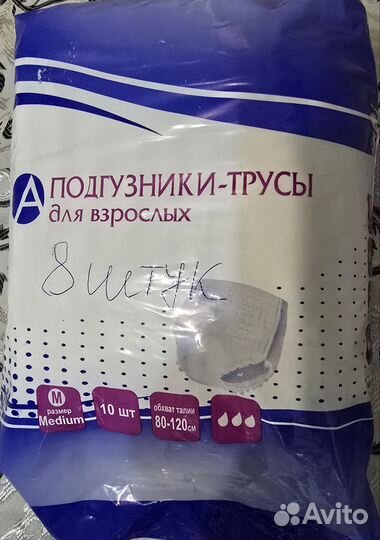 А ПОДГУЗНИКИ-ТРУСЫ
для взрослых
8 штук
M
размер
Medium
10 шт
обхват талии
80-120см
Avito